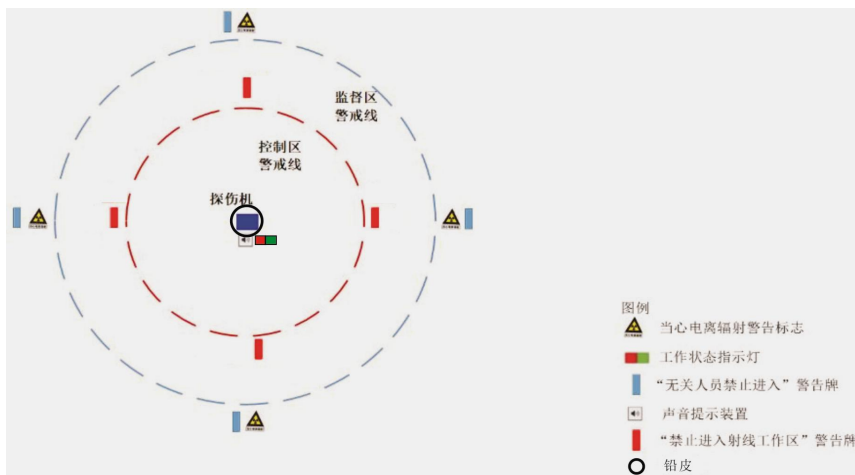 监督区
警戒线
控制区
警戒线
探伤机
图例
当心电离辐射警告标志
工作状态指示灯
“无关人员禁止进入”警告牌
声音提示装置
“禁止进入射线工作区”警告牌
铅皮